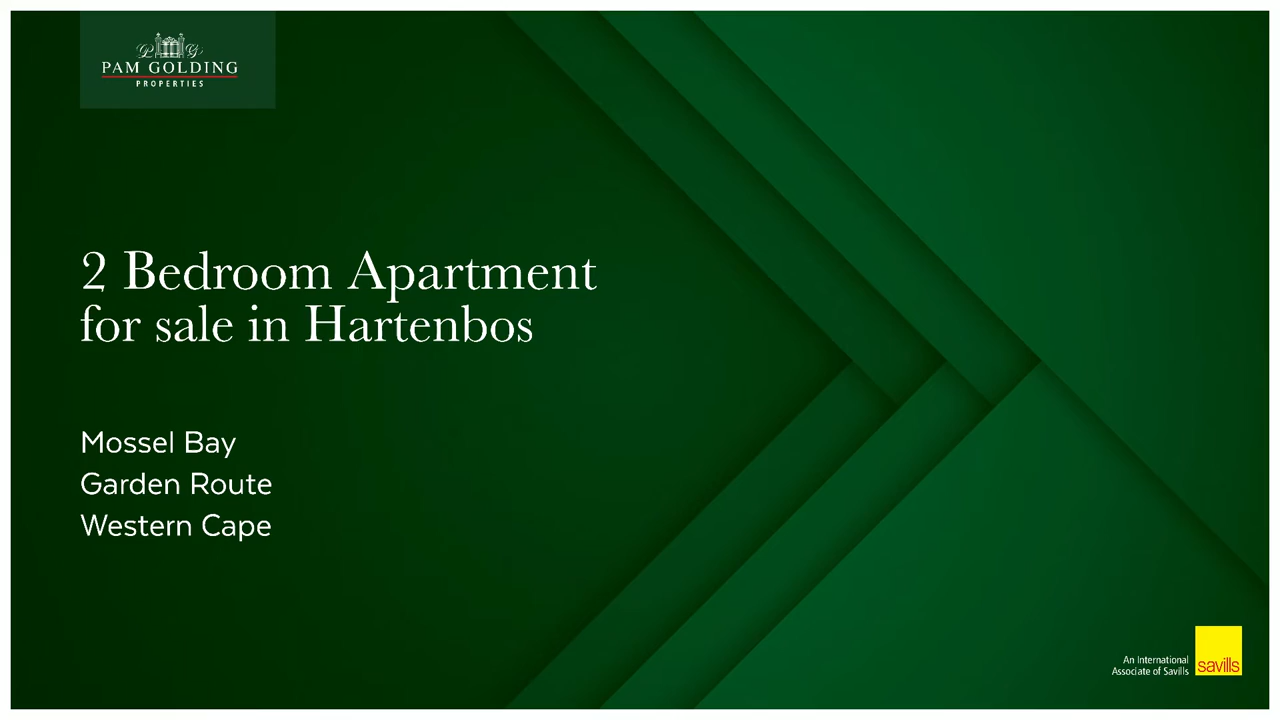 PAM GOLDING
PROPERTIES
2 Bedroom Apartment
for sale in Hartenbos
Mossel Bay
Garden Route
Western Cape
An International
Associate of Savills
savills